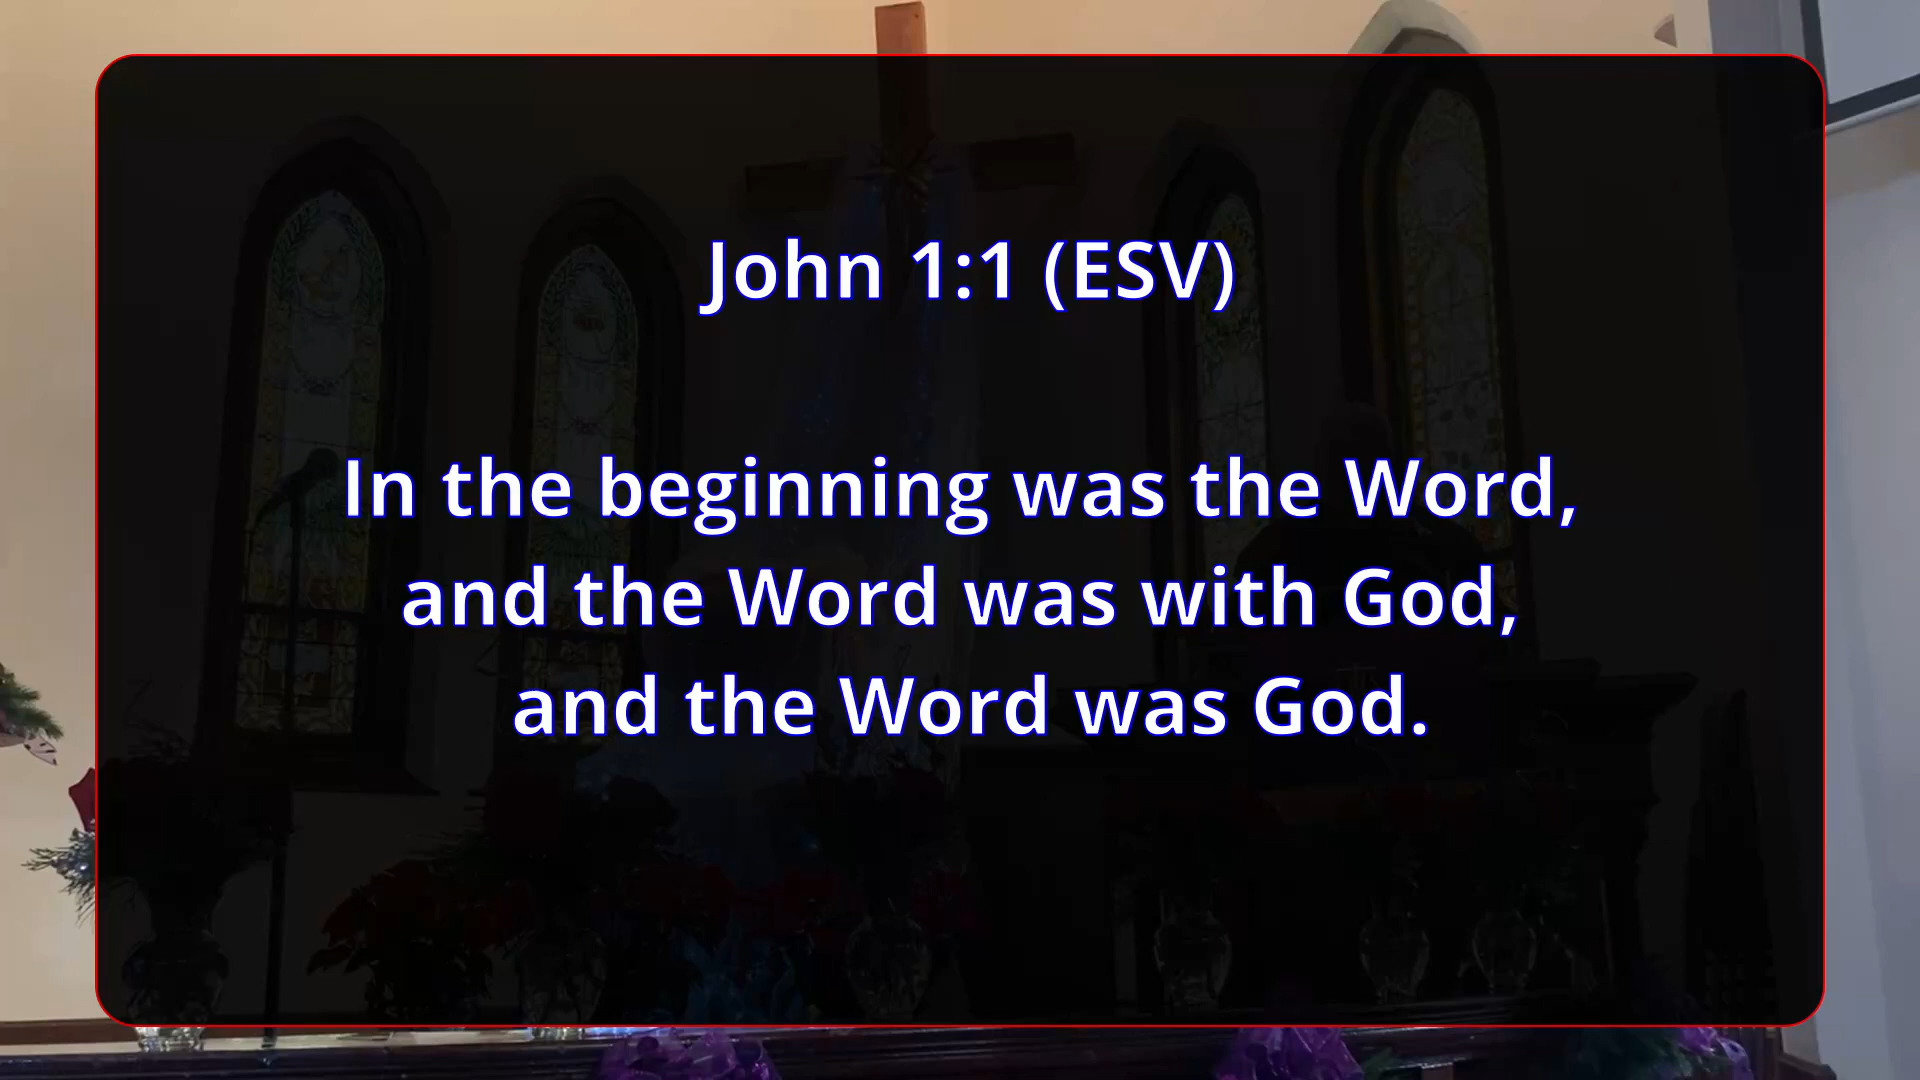 John 1:1 (ESV)
In the beginning was the Word,
and the Word was with God,
and the Word was God.